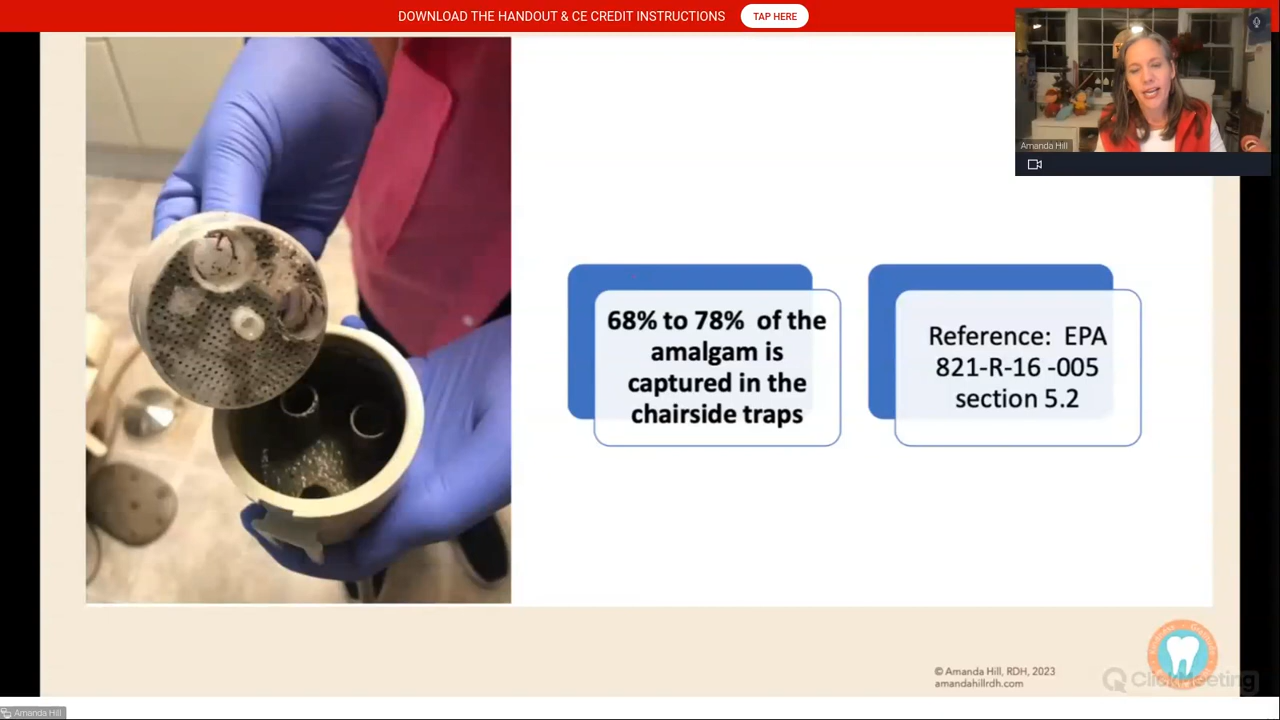 DOWNLOAD THE HANDOUT & CE CREDIT INSTRUCTIONS
TAP HERE
Amanda Hill
68% to 78% of the
amalgam is
captured in the
chairside traps
Reference: EPA
821-R-16 -005
section 5.2
© Amanda Hill, RDH, 2023
amandahillrdh.com
ClickMeeting
Amanda Hill